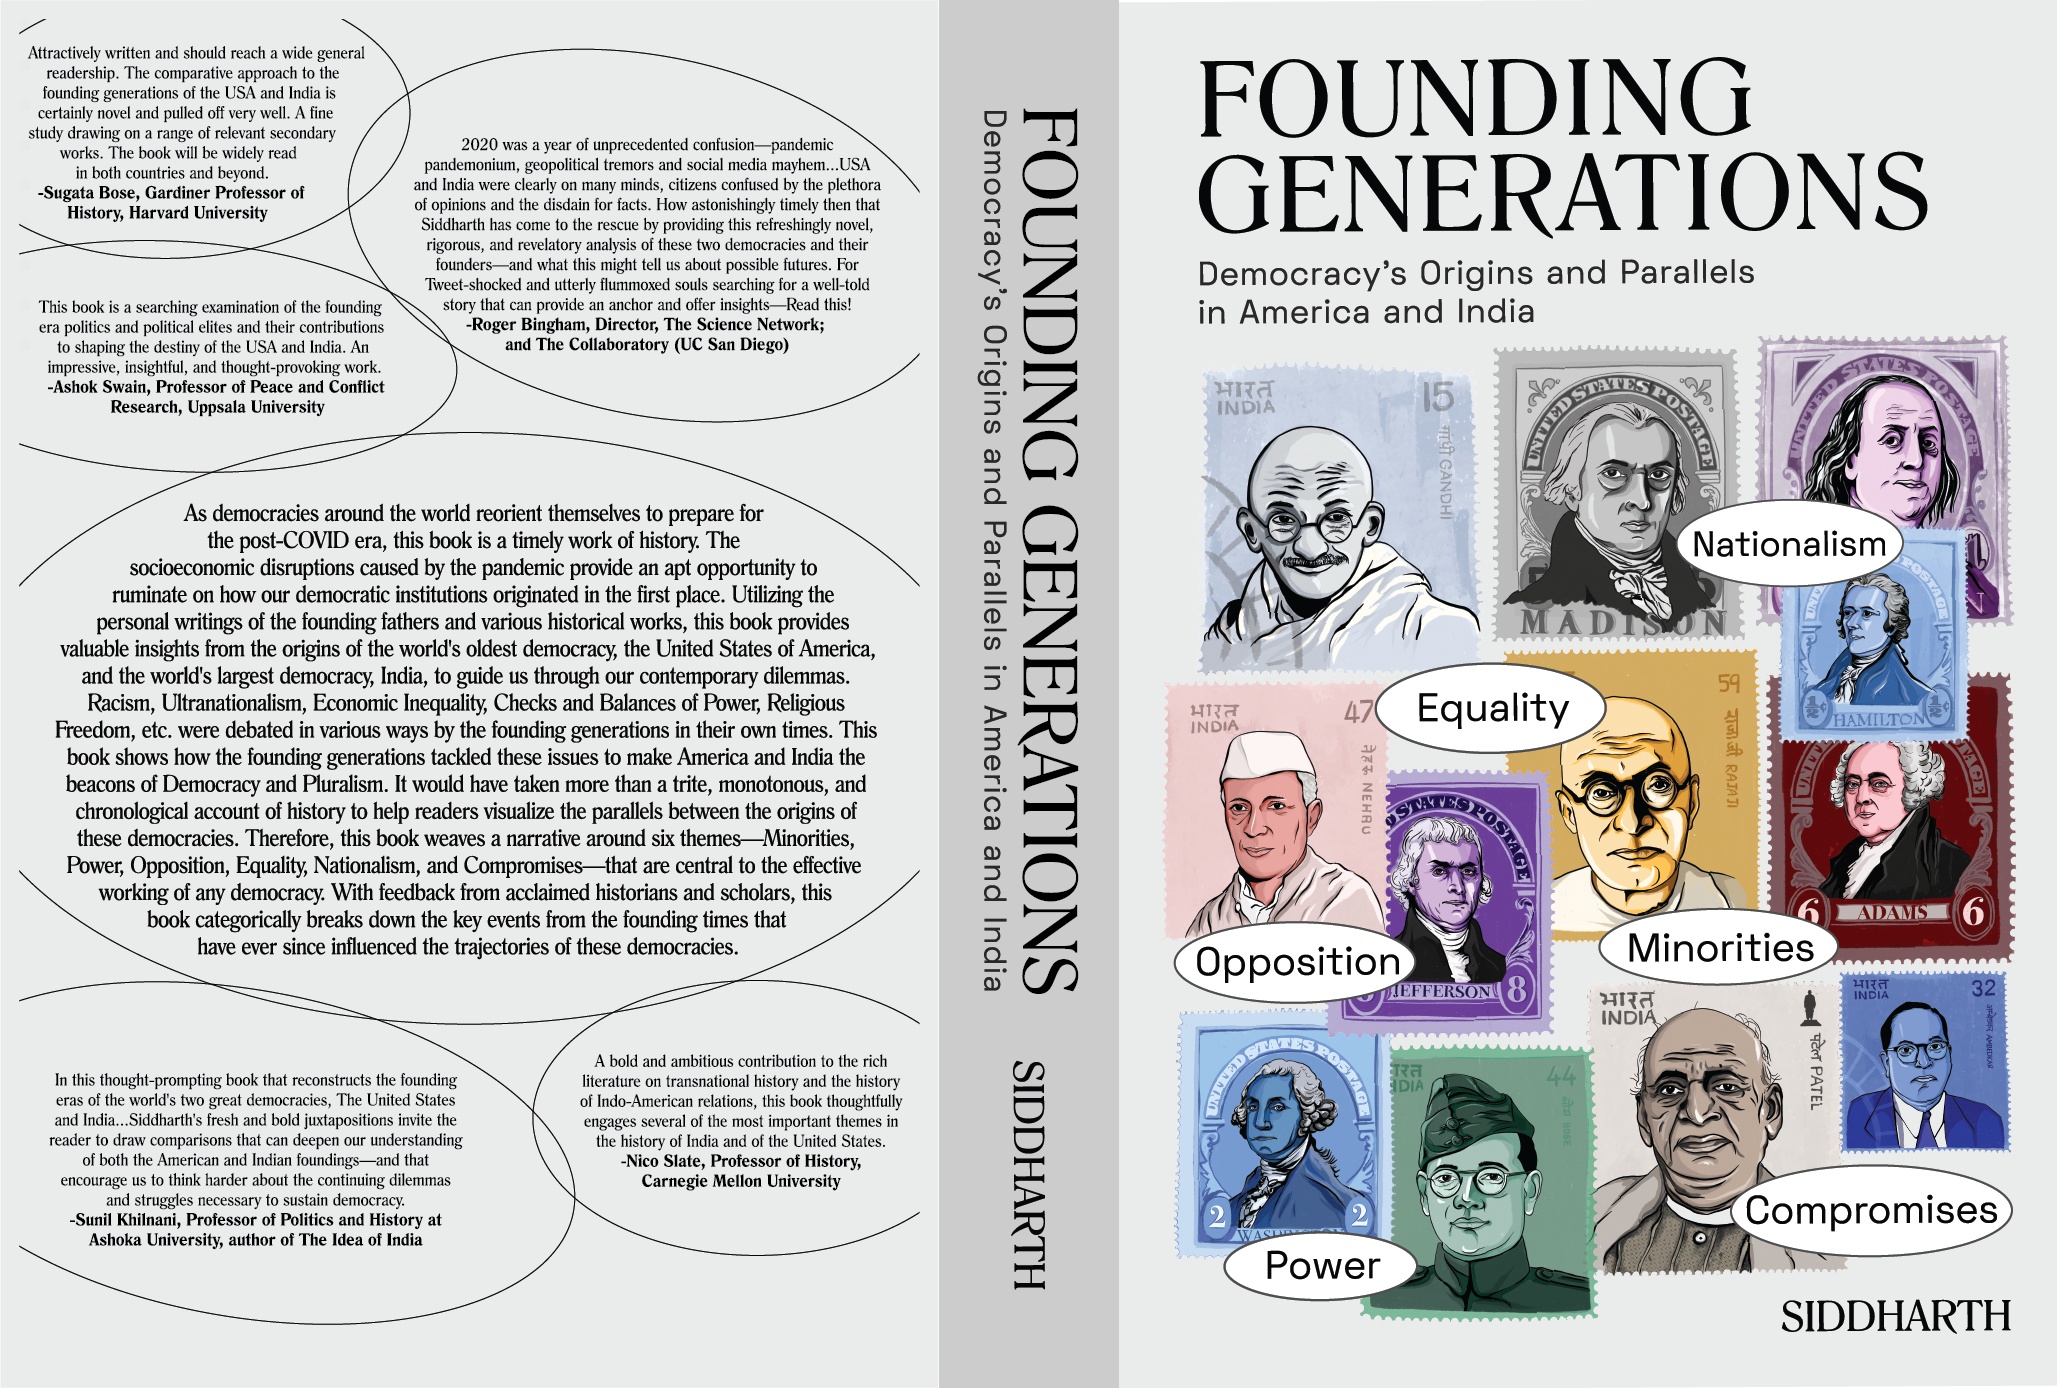 Attractively written and should reach a wide general
readership. The comparative approach to the
founding generations of the USA and India is
certainly novel and pulled off very well. A fine
study drawing on a range of relevant secondary
works. The book will be widely read
in both countries and beyond.
-Sugata Bose, Gardiner Professor of
History, Harvard University
2020 was a year of unprecedented confusion—pandemic
pandemonium, geopolitical tremors and social media mayhem...USA
and India were clearly on many minds, citizens confused by the plethora
of opinions and the disdain for facts. How astonishingly timely then that
Siddharth has come to the rescue by providing this refreshingly novel,
rigorous, and revelatory analysis of these two democracies and their
founders—and what this might tell us about possible futures. For
Tweet-shocked and utterly flummoxed souls searching for a well-told
story that can provide an anchor and offer insights—Read this!
-Roger Bingham, Director, The Science Network;
and The Collaboratory (UC San Diego)
This book is a searching examination of the founding
era politics and political elites and their contributions
to shaping the destiny of the USA and India. An
impressive, insightful, and thought-provoking work.
-Ashok Swain, Professor of Peace and Conflict
Research, Uppsala University
As democracies around the world reorient themselves to prepare for
the post-COVID era, this book is a timely work of history. The
socioeconomic disruptions caused by the pandemic provide an apt opportunity to
ruminate on how our democratic institutions originated in the first place. Utilizing the
personal writings of the founding fathers and various historical works, this book provides
valuable insights from the origins of the world's oldest democracy, the United States of America,
and the world's largest democracy, India, to guide us through our contemporary dilemmas.
Racism, Ultranationalism, Economic Inequality, Checks and Balances of Power, Religious
Freedom, etc. were debated in various ways by the founding generations in their own times. This
book shows how the founding generations tackled these issues to make America and India the
beacons of Democracy and Pluralism. It would have taken more than a trite, monotonous, and
chronological account of history to help readers visualize the parallels between the origins of
these democracies. Therefore, this book weaves a narrative around six themes—Minorities,
Power, Opposition, Equality, Nationalism, and Compromises—that are central to the effective
working of any democracy. With feedback from acclaimed historians and scholars, this
book categorically breaks down the key events from the founding times that
have ever since influenced the trajectories of these democracies.
In this thought-prompting book that reconstructs the founding
eras of the world's two great democracies, The United States
and India...Siddharth's fresh and bold juxtapositions invite the
reader to draw comparisons that can deepen our understanding
of both the American and Indian foundings—and that
encourage us to think harder about the continuing dilemmas
and struggles necessary to sustain democracy.
-Sunil Khilnani, Professor of Politics and History at
Ashoka University, author of The Idea of India
A bold and ambitious contribution to the rich
literature on transnational history and the history
of Indo-American relations, this book thoughtfully
engages several of the most important themes in
the history of India and of the United States.
-Nico Slate, Professor of History,
Carnegie Mellon University
FOUNDING GENERATIONS
Democracy's Origins and Parallels in America and India
SIDDHARTH
FOUNDING
GENERATIONS
Democracy's Origins and Parallels
in America and India
भारत
INDIA
15
गांधी GANDHI
UNITED STATES POSTAGE
MADISON
UNITED STATES POSTAGE
Nationalism
POSTAGE
½c
HAMILTON
½c
भारत
INDIA
47
नेहरू NEHRU
Equality
59
राजाजी RAJAJI
STATES POSTAGE
JEFFERSON
8
UNITED
POSTAGE
6
ADAMS
6
Opposition
Minorities
UNITED STATES POSTAGE
2
2
Power
44
BOSE
भारत
INDIA
पटेल PATEL
भारत
INDIA
32
AMBEDKAR
Compromises
SIDDHARTH